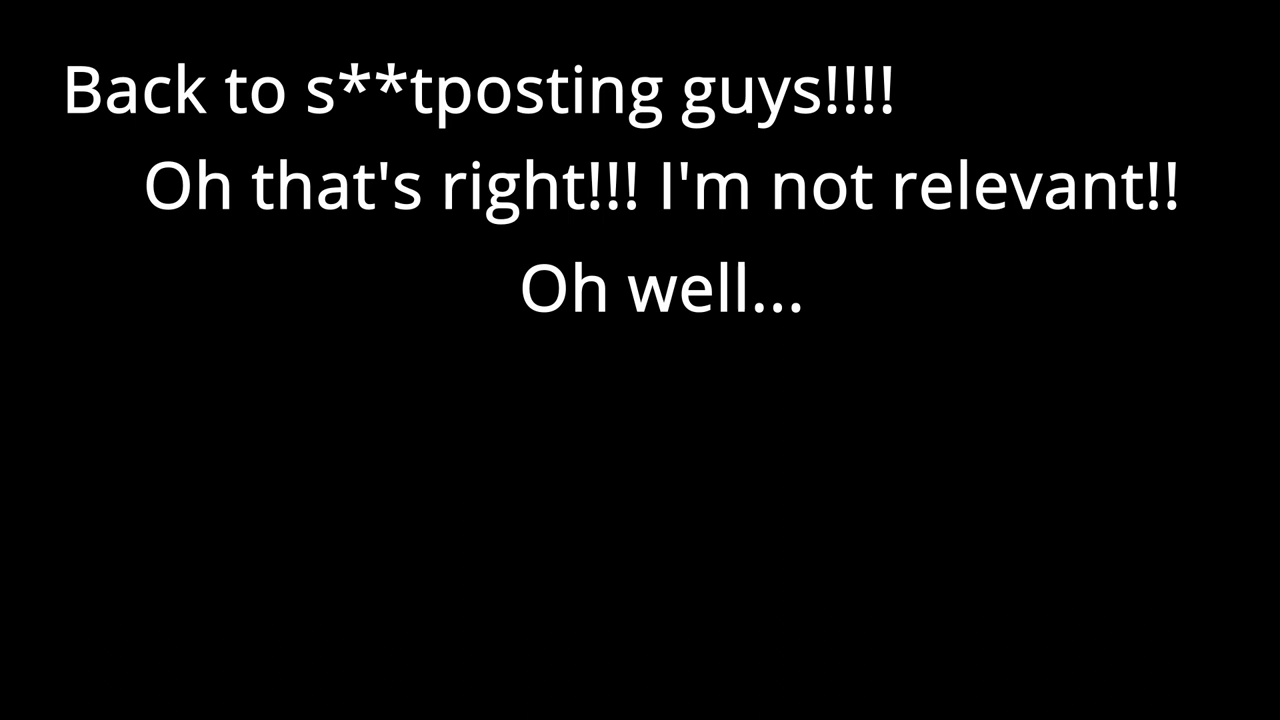 Back to s**tposting guys!!!!
Oh that's right!!! I'm not relevant!!
Oh well...